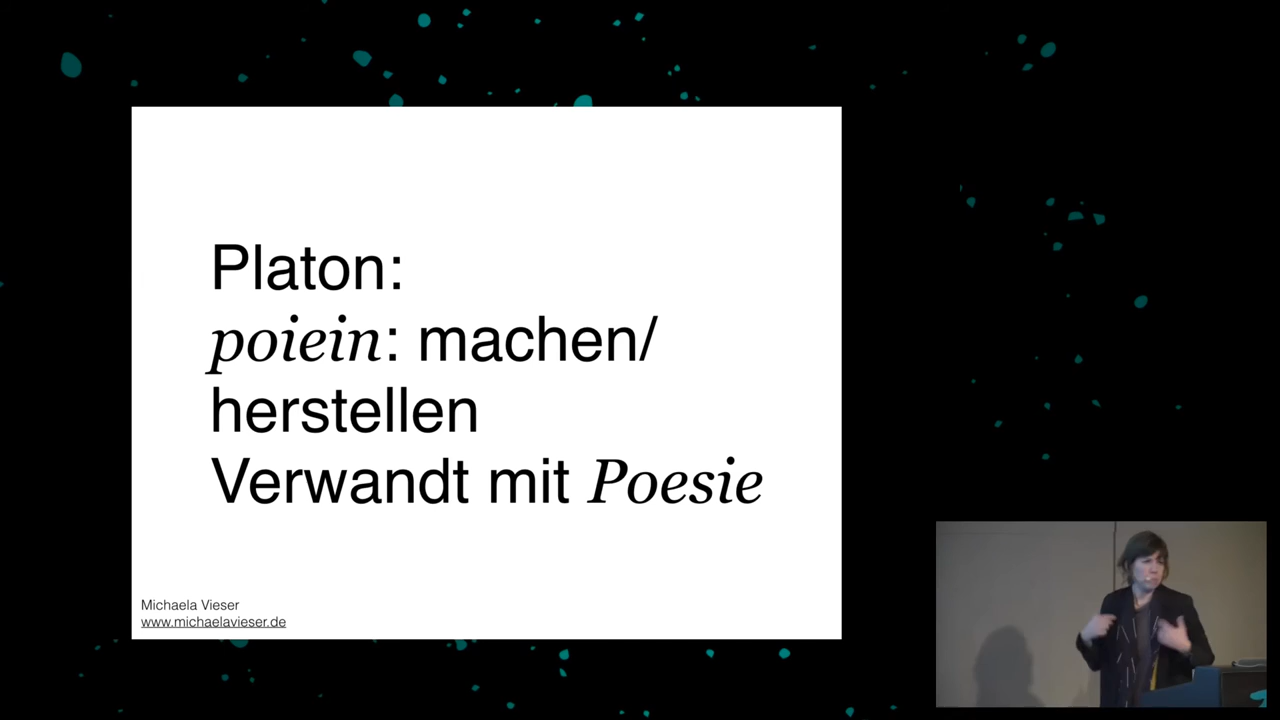 Platon:
poiein: machen/
herstellen
Verwandt mit Poesie
Michaela Vieser
www.michaelavieser.de